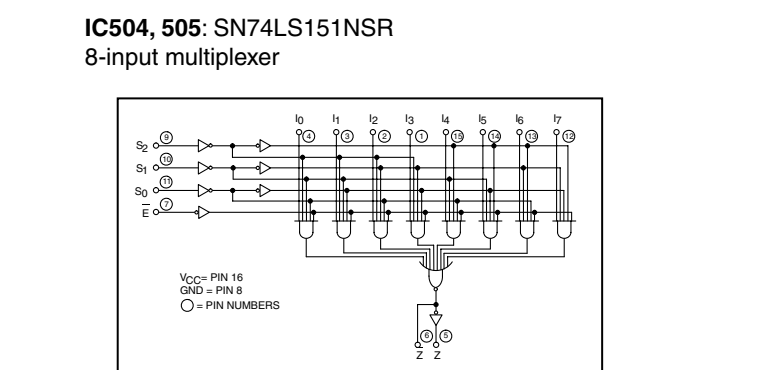 IC504, 505: SN74LS151NSR
8-input multiplexer
I0 I1 I2 I3 I4 I5 I6 I7
4 3 2 1 15 14 13 12
S2 9
S1 10
S0 11
E̅ 7
VCC= PIN 16
GND = PIN 8
= PIN NUMBERS
6 5
Z̅ Z